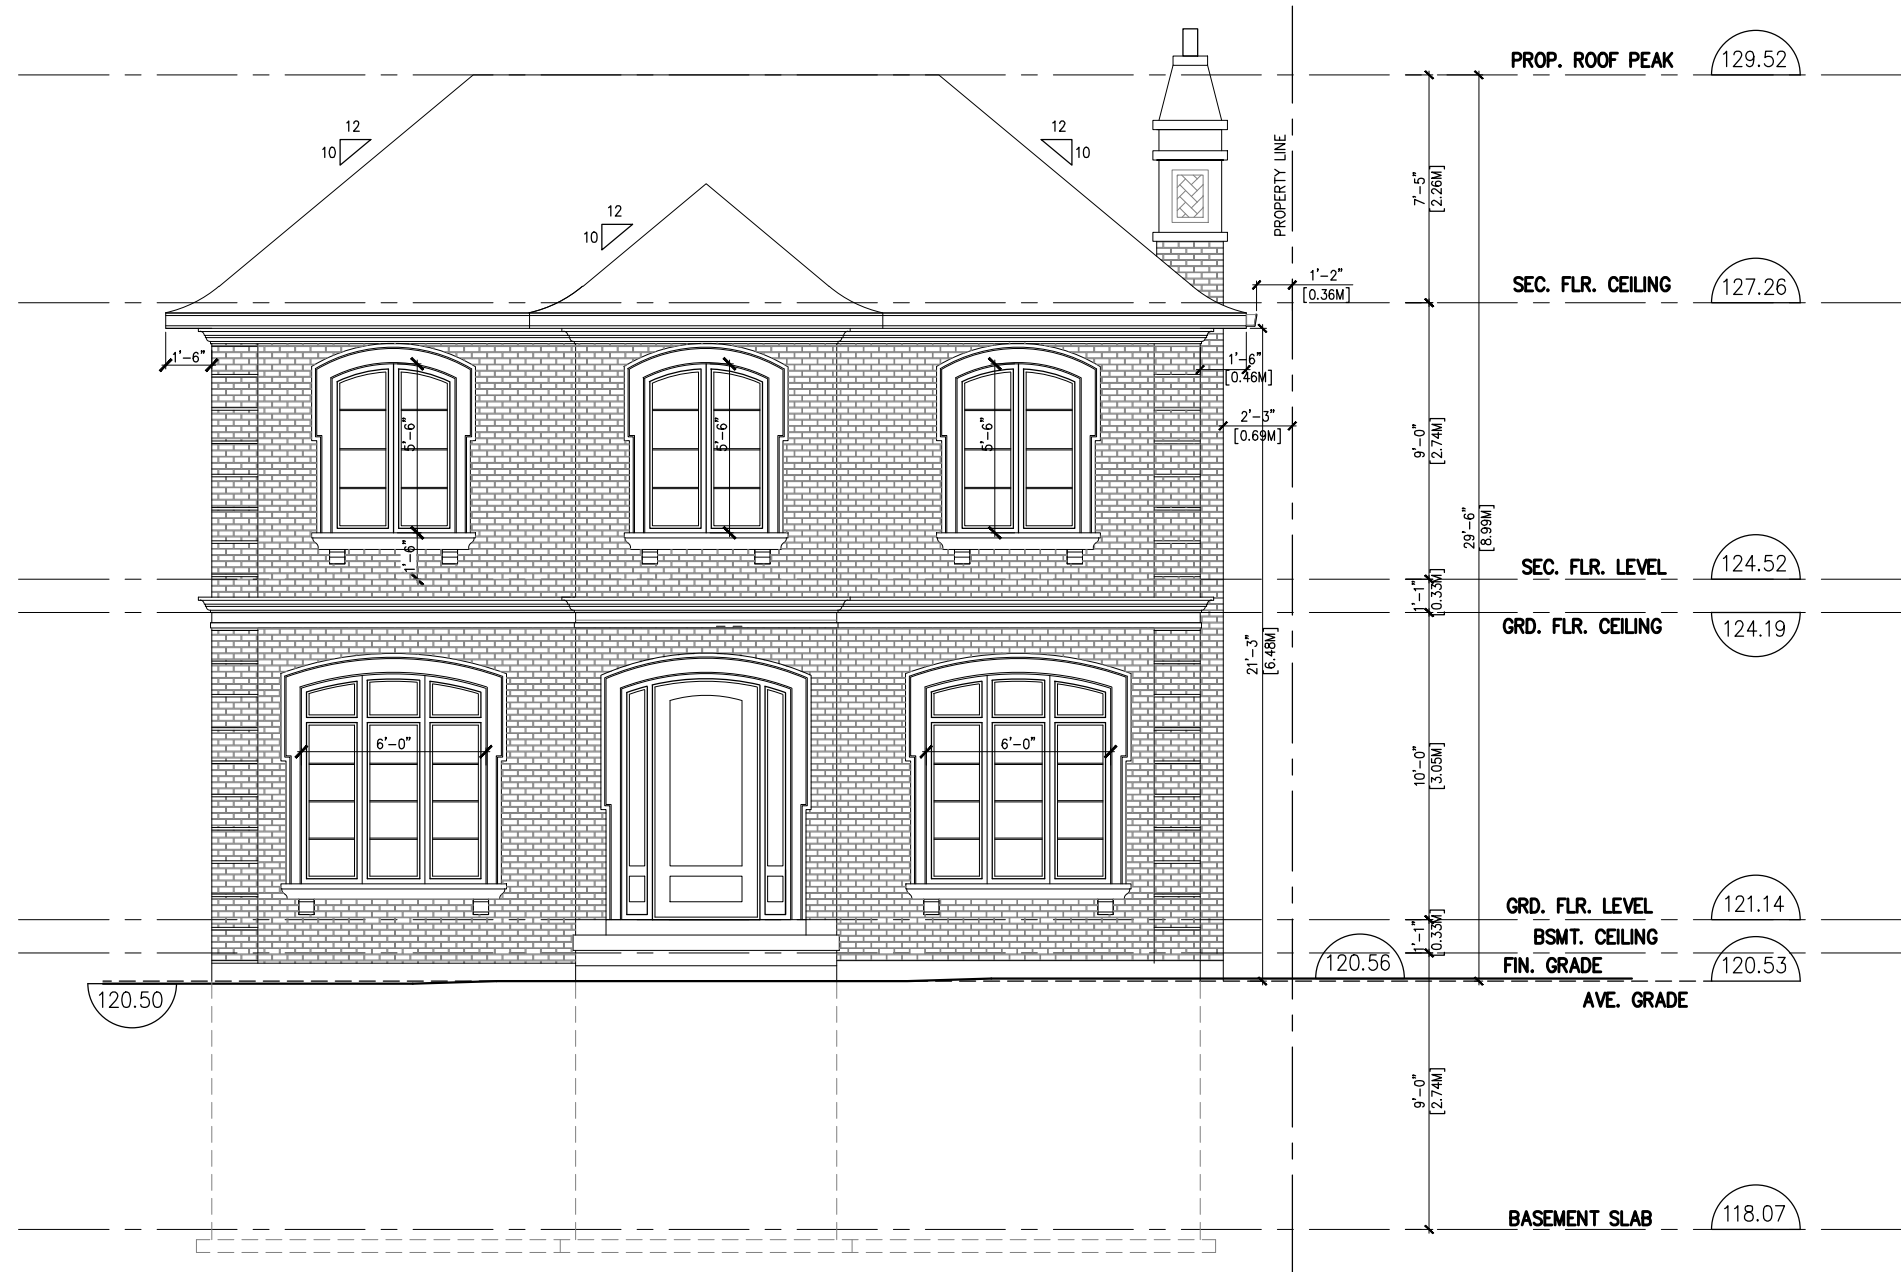 PROP. ROOF PEAK
129.52
12
10
12
10
12
10
PROPERTY LINE
7'-5"
[2.26M]
1'-2"
[0.36M]
SEC. FLR. CEILING
127.26
1'-6"
1'-6"
[0.46M]
2'-3"
[0.69M]
5'-6"
5'-6"
5'-6"
1'-6"
9'-0"
[2.74M]
29'-6"
[8.99M]
SEC. FLR. LEVEL
124.52
1'-1"
[0.33M]
GRD. FLR. CEILING
124.19
21'-3"
[6.48M]
6'-0"
6'-0"
10'-0"
[3.05M]
GRD. FLR. LEVEL
121.14
1'-1"
[0.33M]
BSMT. CEILING
120.56
FIN. GRADE
120.53
120.50
AVE. GRADE
9'-0"
[2.74M]
BASEMENT SLAB
118.07